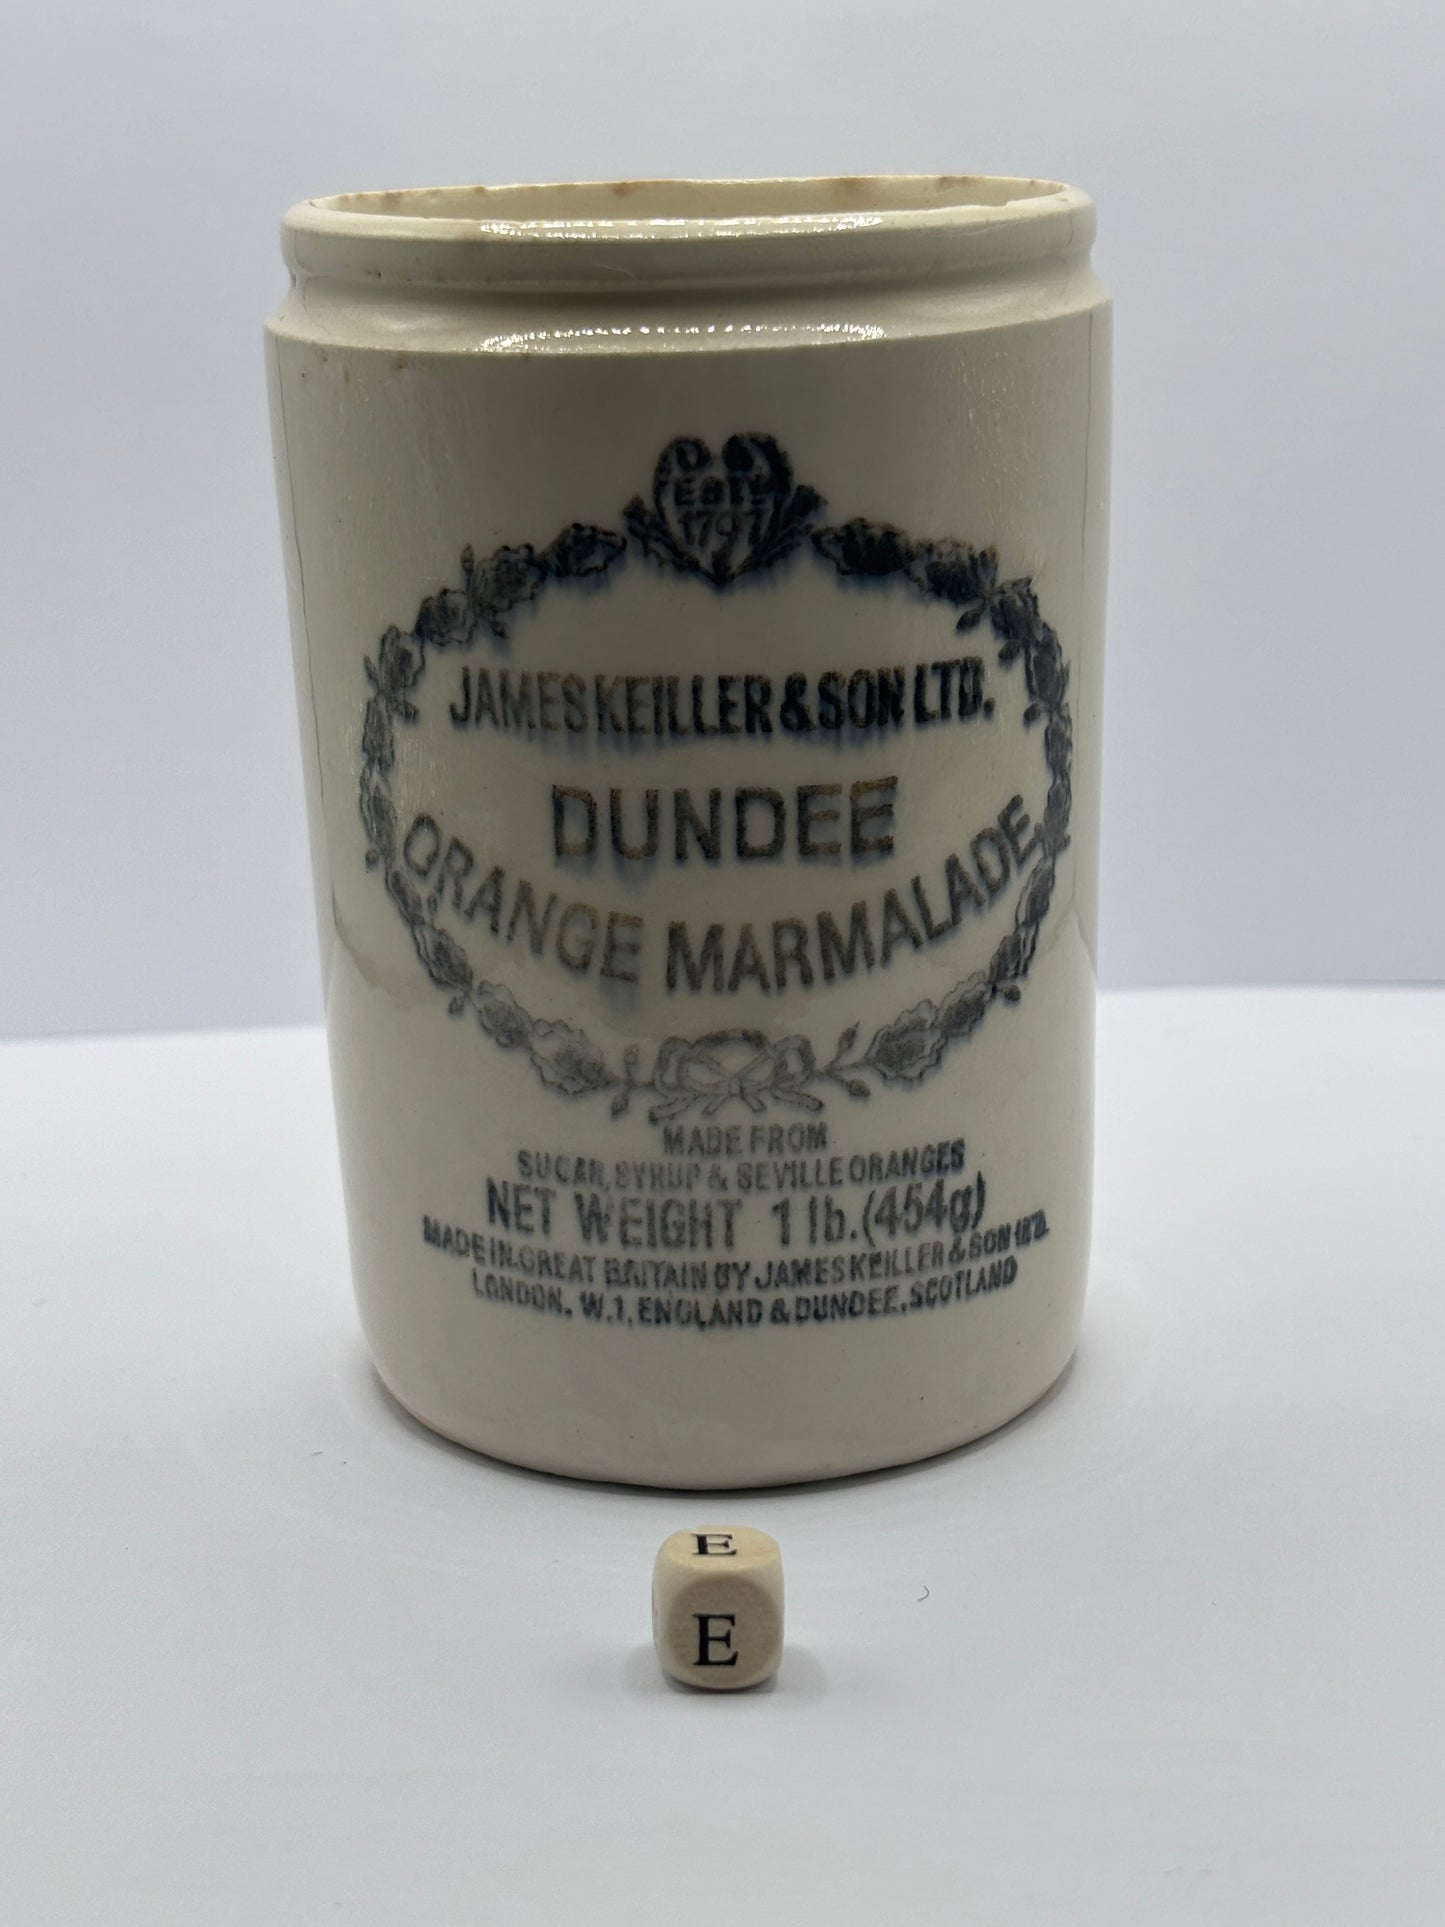 ESTD
1797
JAMES KEILLER & SON LTD.
DUNDEE
ORANGE MARMALADE
MADE FROM
SUGAR, SYRUP & SEVILLE ORANGES
NET WEIGHT 1 lb. (454g)
MADE IN GREAT BRITAIN BY JAMES KEILLER & SON LTD.
LONDON. W.1. ENGLAND & DUNDEE. SCOTLAND
E
E